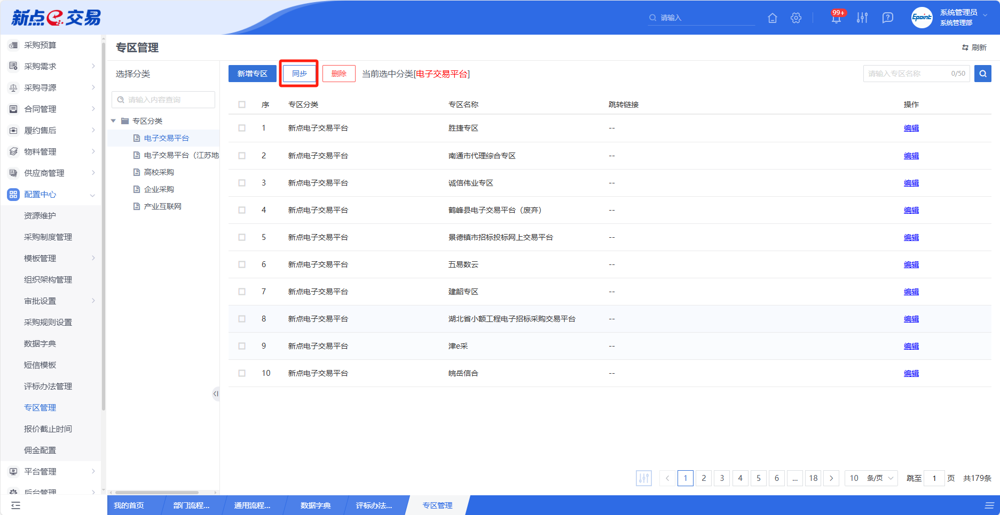 新点e交易
请输入
99+
Epoint
系统管理员
系统管理部
采购预算
采购需求
采购寻源
合同管理
履约售后
物料管理
供应商管理
配置中心
资源维护
采购制度管理
模板管理
组织架构管理
审批设置
采购规则设置
数据字典
短信模板
评标办法管理
专区管理
报价截止时间
佣金配置
平台管理
后台管理
专区管理
刷新
选择分类
请输入内容查询
专区分类
电子交易平台
电子交易平台（江苏地
高校采购
企业采购
产业互联网
新增专区 同步 删除 当前选中分类[电子交易平台]
请输入专区名称 0/50
序 专区分类 专区名称 跳转链接 操作
1 新点电子交易平台 胜捷专区 -- 编辑
2 新点电子交易平台 南通市代理综合专区 -- 编辑
3 新点电子交易平台 诚信伟业专区 -- 编辑
4 新点电子交易平台 鹤峰县电子交易平台（废弃） -- 编辑
5 新点电子交易平台 景德镇市招标投标网上交易平台 -- 编辑
6 新点电子交易平台 五易数云 -- 编辑
7 新点电子交易平台 建韶专区 -- 编辑
8 新点电子交易平台 湖北省小额工程电子招标采购交易平台 -- 编辑
9 新点电子交易平台 津e采 -- 编辑
10 新点电子交易平台 皖岳信合 -- 编辑
1 2 3 4 5 6 ... 18 10 条/页 跳至 1 页 共179条
我的首页 部门流程... 通用流程... 数据字典 评标办法... 专区管理